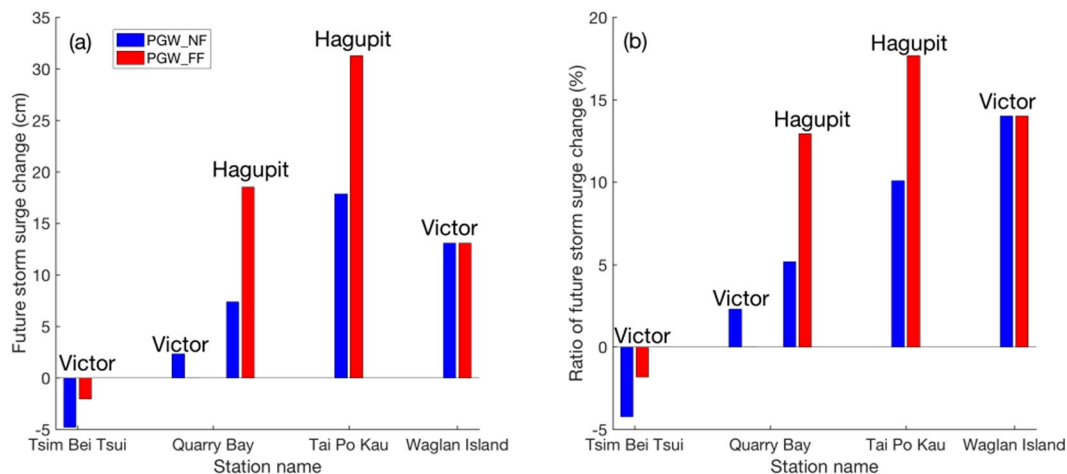 (a)
PGW_NF
PGW_FF
Hagupit
Hagupit
Victor
Victor
Victor
35
30
25
20
15
10
5
0
-5
Future storm surge change (cm)
Tsim Bei Tsui Quarry Bay Tai Po Kau Waglan Island
Station name
(b)
Hagupit
Hagupit
Victor
Victor
Victor
20
15
10
5
0
-5
Ratio of future storm surge change (%)
Tsim Bei Tsui Quarry Bay Tai Po Kau Waglan Island
Station name